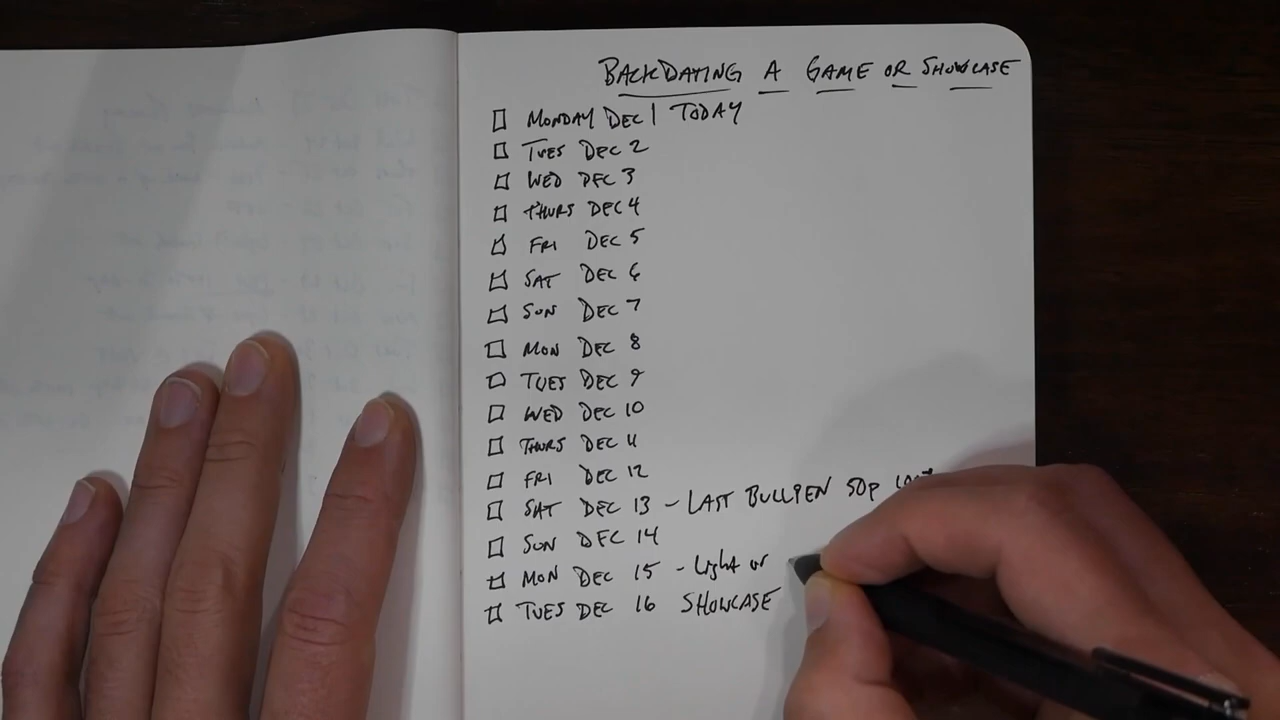 BACKDATING A GAME OR SHOWCASE
MONDAY DEC 1 TODAY
TUES DEC 2
WED DEC 3
THURS DEC 4
FRI DEC 5
SAT DEC 6
SUN DEC 7
MON DEC 8
TUES DEC 9
WED DEC 10
THURS DEC 11
FRI DEC 12
SAT DEC 13 - LAST BULLPEN 50P
SUN DEC 14
MON DEC 15 - Light or
TUES DEC 16 SHOWCASE